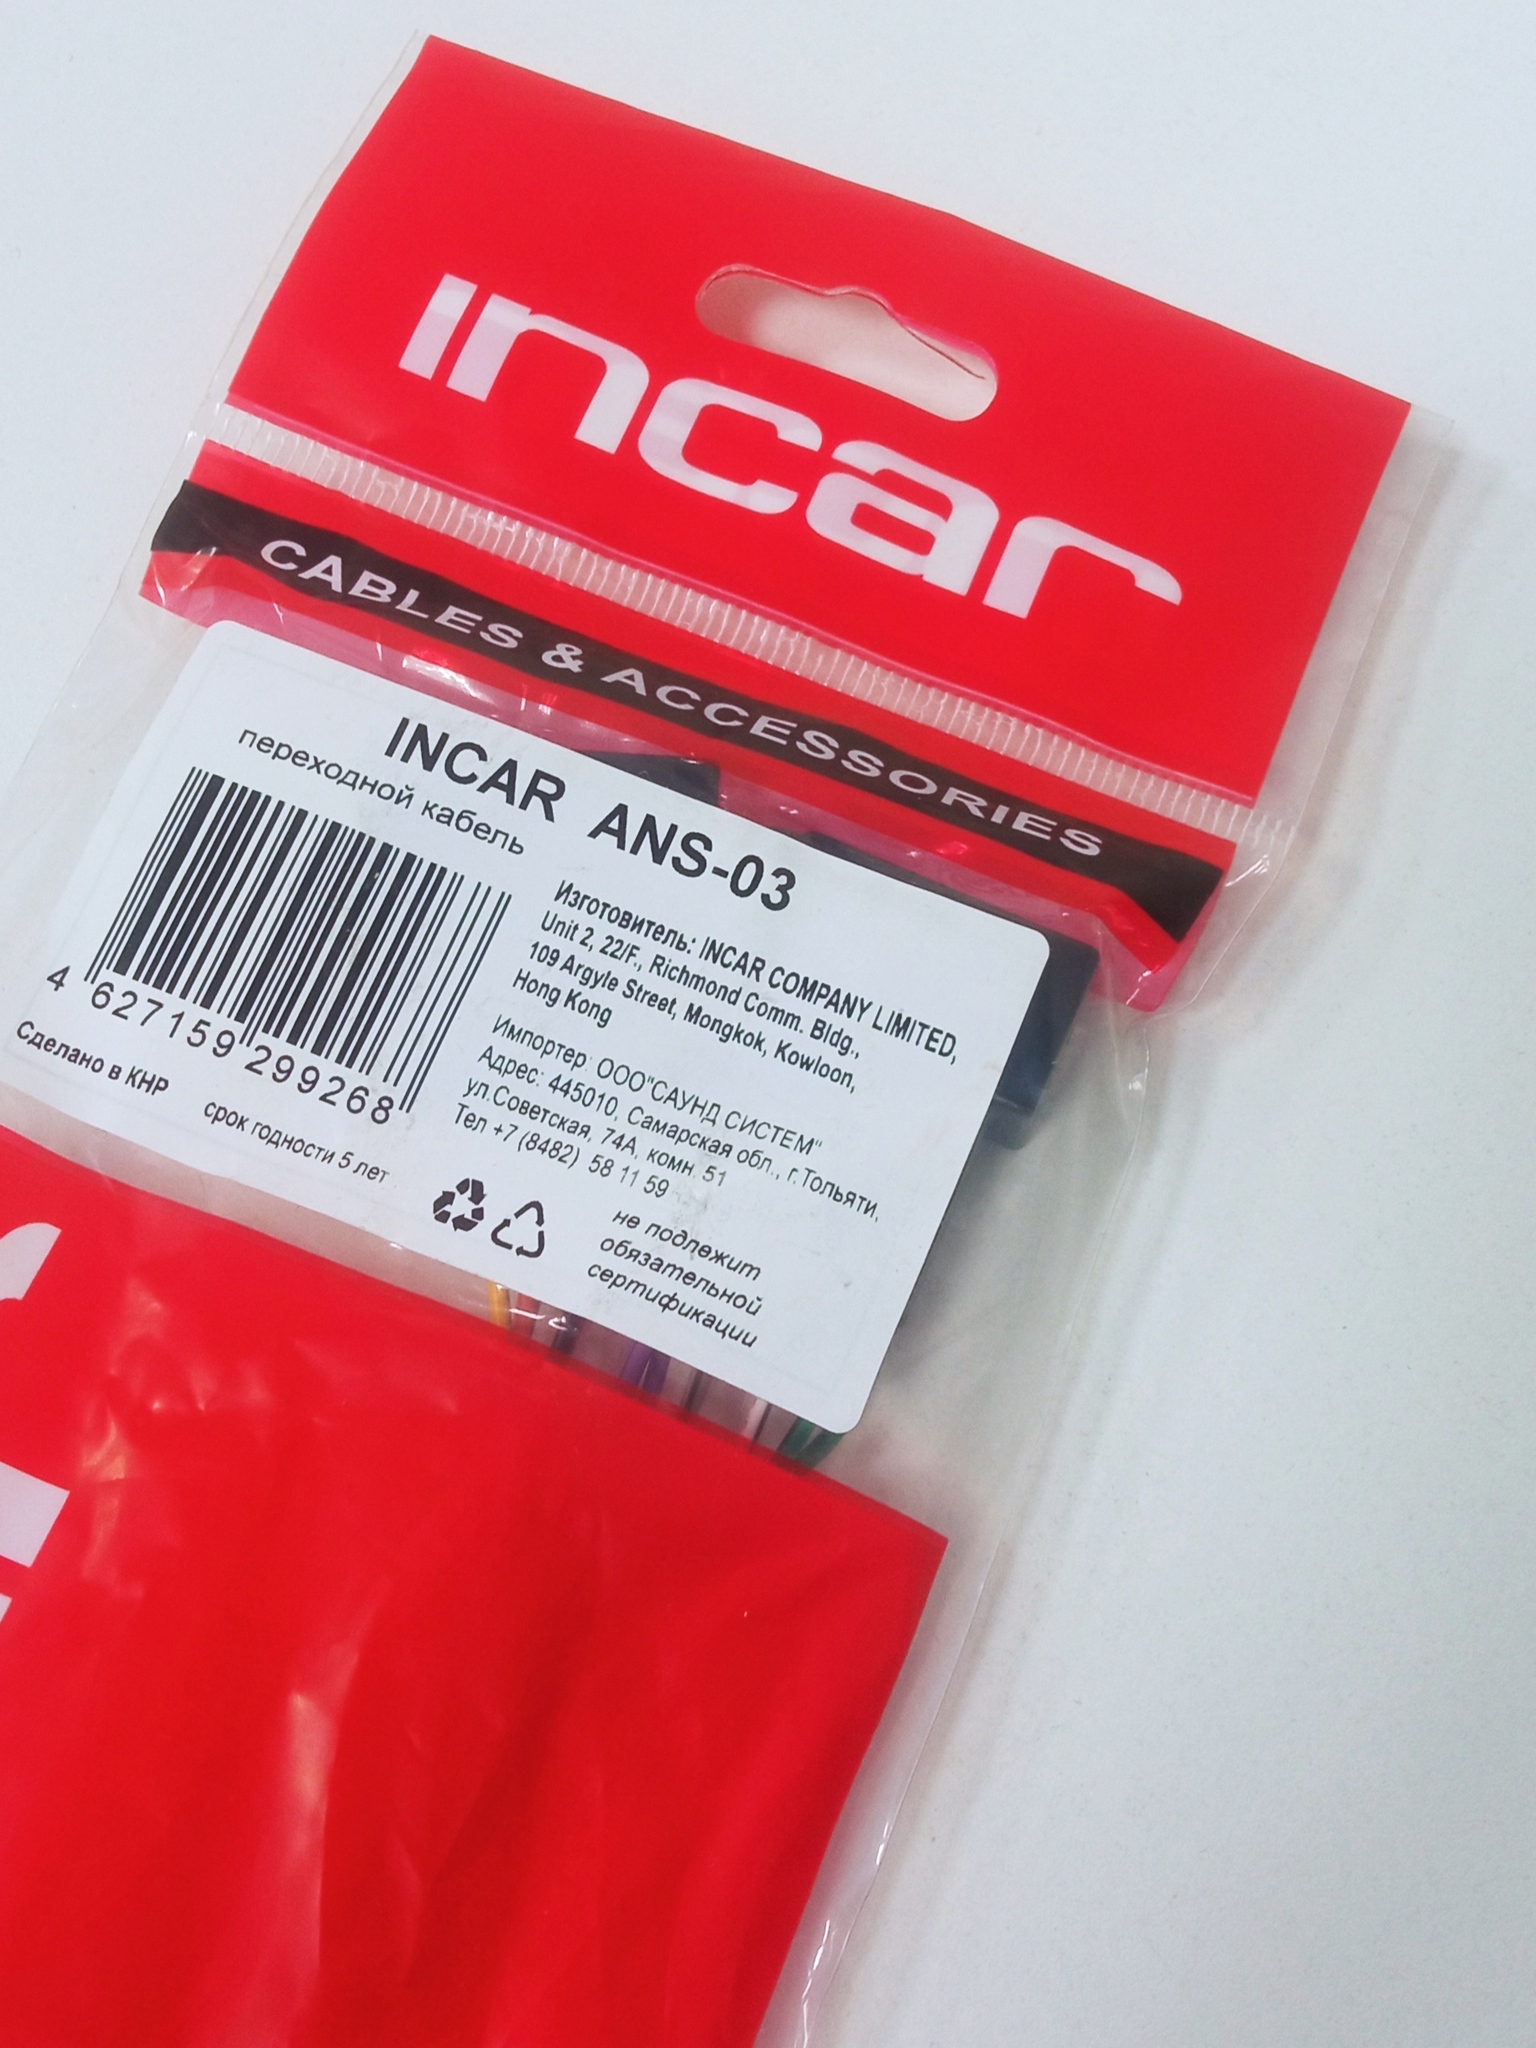 incar
CABLES & ACCESSORIES
INCAR ANS-03
переходной кабель
4 627159 299268
Сделано в КНР
срок годности 5 лет
Изготовитель: INCAR COMPANY LIMITED,
Unit 2, 22/F., Richmond Comm. Bldg.,
109 Argyle Street, Mongkok, Kowloon,
Hong Kong
Импортер: ООО"САУНД СИСТЕМ"
Адрес: 445010, Самарская обл., г.Тольяти,
ул.Советская, 74А, комн. 51
Тел +7 (8482) 58 11 59
не подлежит
обязательной
сертификации